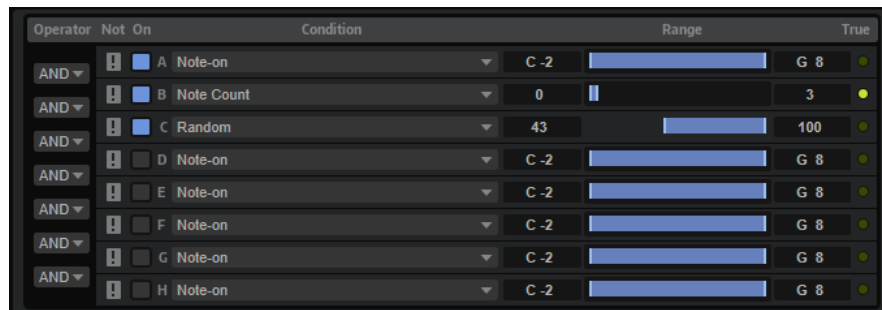 Operator Not On Condition Range True
A Note-on C -2 G 8
AND
B Note Count 0 3
AND
C Random 43 100
AND
D Note-on C -2 G 8
AND
E Note-on C -2 G 8
AND
F Note-on C -2 G 8
AND
G Note-on C -2 G 8
AND
H Note-on C -2 G 8